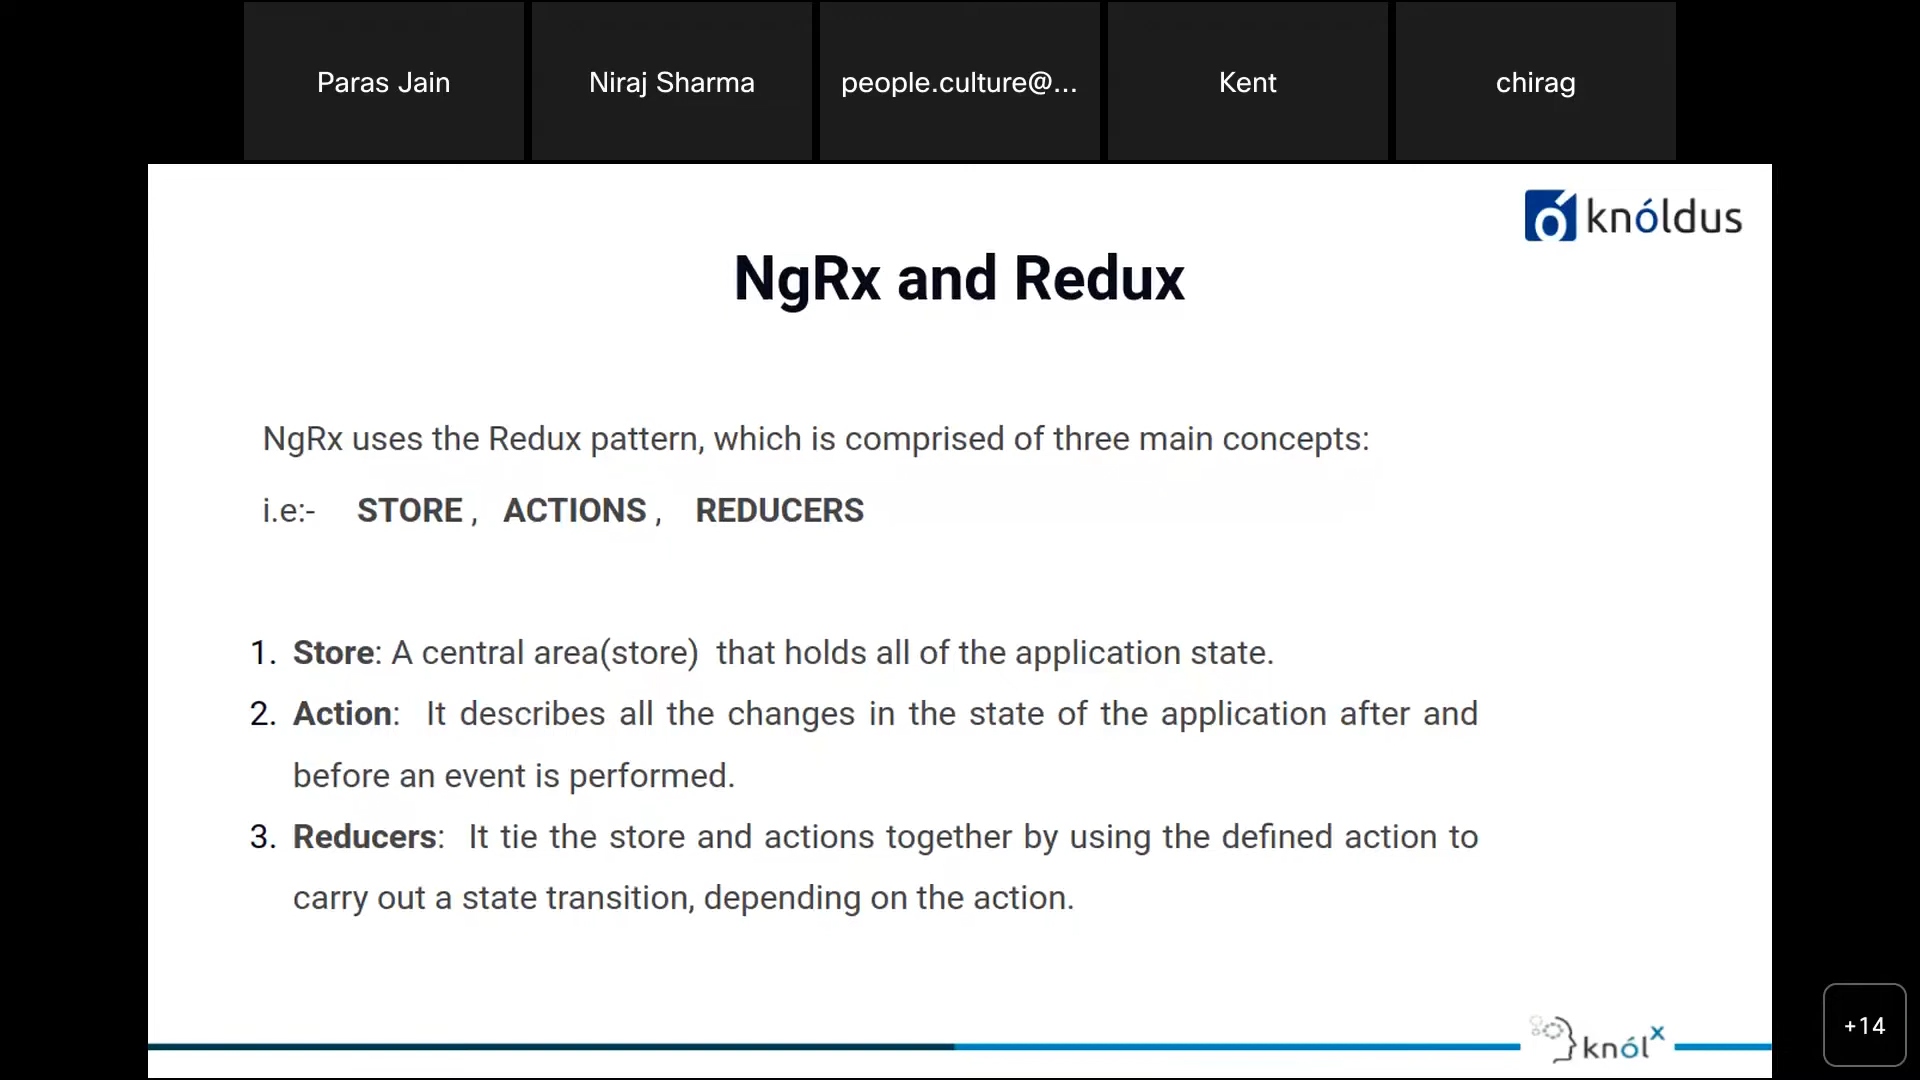 Paras Jain
Niraj Sharma
people.culture@...
Kent
chirag
knóldus
NgRx and Redux
NgRx uses the Redux pattern, which is comprised of three main concepts:
i.e:- STORE , ACTIONS , REDUCERS
1. Store: A central area(store) that holds all of the application state.
2. Action: It describes all the changes in the state of the application after and
before an event is performed.
3. Reducers: It tie the store and actions together by using the defined action to
carry out a state transition, depending on the action.
knólx
+14